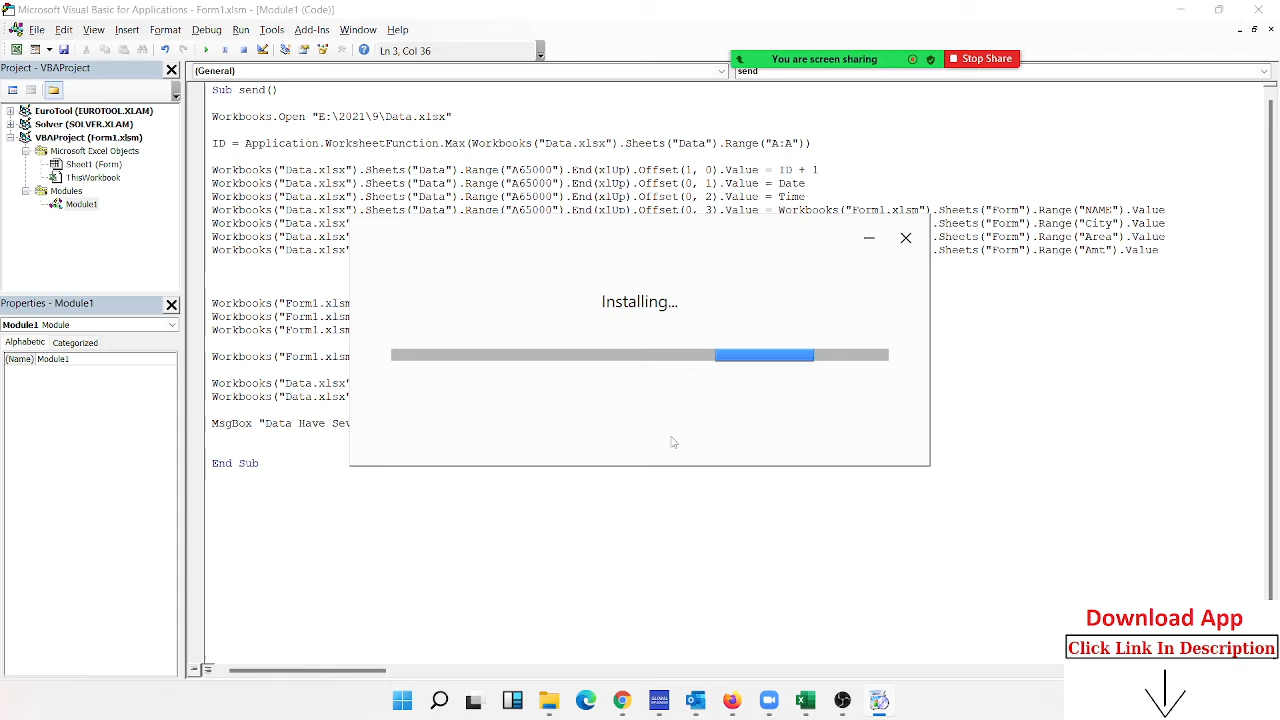 Microsoft Visual Basic for Applications - Form1.xlsm - [Module1 (Code)]
File Edit View Insert Format Debug Run Tools Add-Ins Window Help
Ln 3, Col 36
You are screen sharing
Stop Share
Project - VBAProject
(General)
send
EuroTool (EUROTOOL.XLAM)
Solver (SOLVER.XLAM)
VBAProject (Form1.xlsm)
Microsoft Excel Objects
Sheet1 (Form)
ThisWorkbook
Modules
Module1
Properties - Module1
Module1 Module
Alphabetic Categorized
(Name) Module1
Sub send()
Workbooks.Open "E:\2021\9\Data.xlsx"
ID = Application.WorksheetFunction.Max(Workbooks("Data.xlsx").Sheets("Data").Range("A:A"))
Workbooks("Data.xlsx").Sheets("Data").Range("A65000").End(xlUp).Offset(1, 0).Value = ID + 1
Workbooks("Data.xlsx").Sheets("Data").Range("A65000").End(xlUp).Offset(0, 1).Value = Date
Workbooks("Data.xlsx").Sheets("Data").Range("A65000").End(xlUp).Offset(0, 2).Value = Time
Workbooks("Data.xlsx").Sheets("Data").Range("A65000").End(xlUp).Offset(0, 3).Value = Workbooks("Form1.xlsm").Sheets("Form").Range("NAME").Value
Workbooks("Data.xlsx" .Sheets("Form").Range("City").Value
Workbooks("Data.xlsx" .Sheets("Form").Range("Area").Value
Workbooks("Data.xlsx" .Sheets("Form").Range("Amt").Value
Workbooks("Form1.xlsm
Workbooks("Form1.xlsm
Workbooks("Form1.xlsm
Workbooks("Form1.xlsm
Workbooks("Data.xlsx"
Workbooks("Data.xlsx"
MsgBox "Data Have Sev
End Sub
Installing...
Download App
Click Link In Description